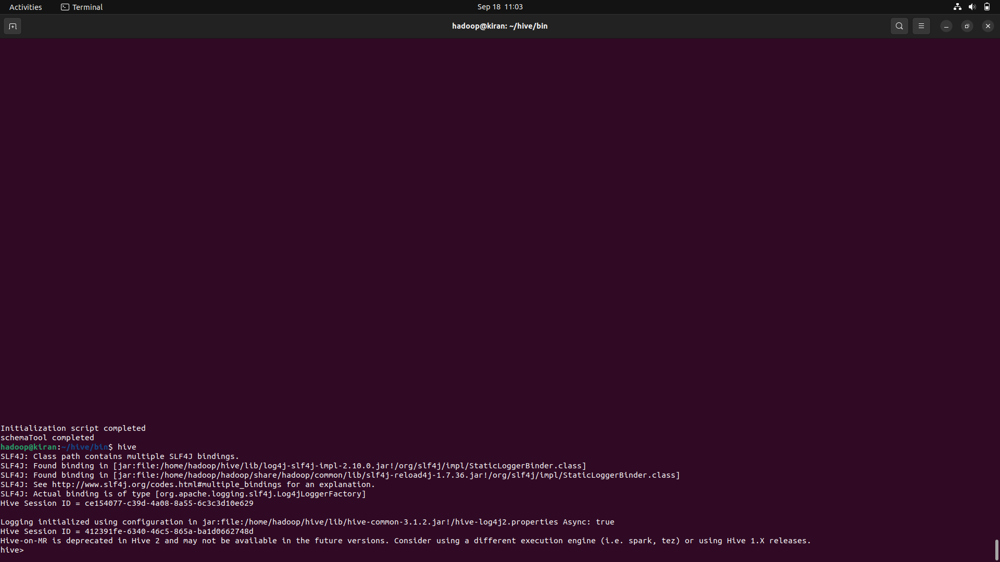 Activities
Terminal
Sep 18 11:03
hadoop@kiran: ~/hive/bin
Initialization script completed
schemaTool completed
hadoop@kiran:~/hive/bin$ hive
SLF4J: Class path contains multiple SLF4J bindings.
SLF4J: Found binding in [jar:file:/home/hadoop/hive/lib/log4j-slf4j-impl-2.10.0.jar!/org/slf4j/impl/StaticLoggerBinder.class]
SLF4J: Found binding in [jar:file:/home/hadoop/hadoop/share/hadoop/common/lib/slf4j-reload4j-1.7.36.jar!/org/slf4j/impl/StaticLoggerBinder.class]
SLF4J: See http://www.slf4j.org/codes.html#multiple_bindings for an explanation.
SLF4J: Actual binding is of type [org.apache.logging.slf4j.Log4jLoggerFactory]
Hive Session ID = ce154077-c39d-4a08-8a55-6c3c3d10e629
Logging initialized using configuration in jar:file:/home/hadoop/hive/lib/hive-common-3.1.2.jar!/hive-log4j2.properties Async: true
Hive Session ID = 412391fe-6340-46c5-865a-ba1d0662748d
Hive-on-MR is deprecated in Hive 2 and may not be available in the future versions. Consider using a different execution engine (i.e. spark, tez) or using Hive 1.X releases.
hive>